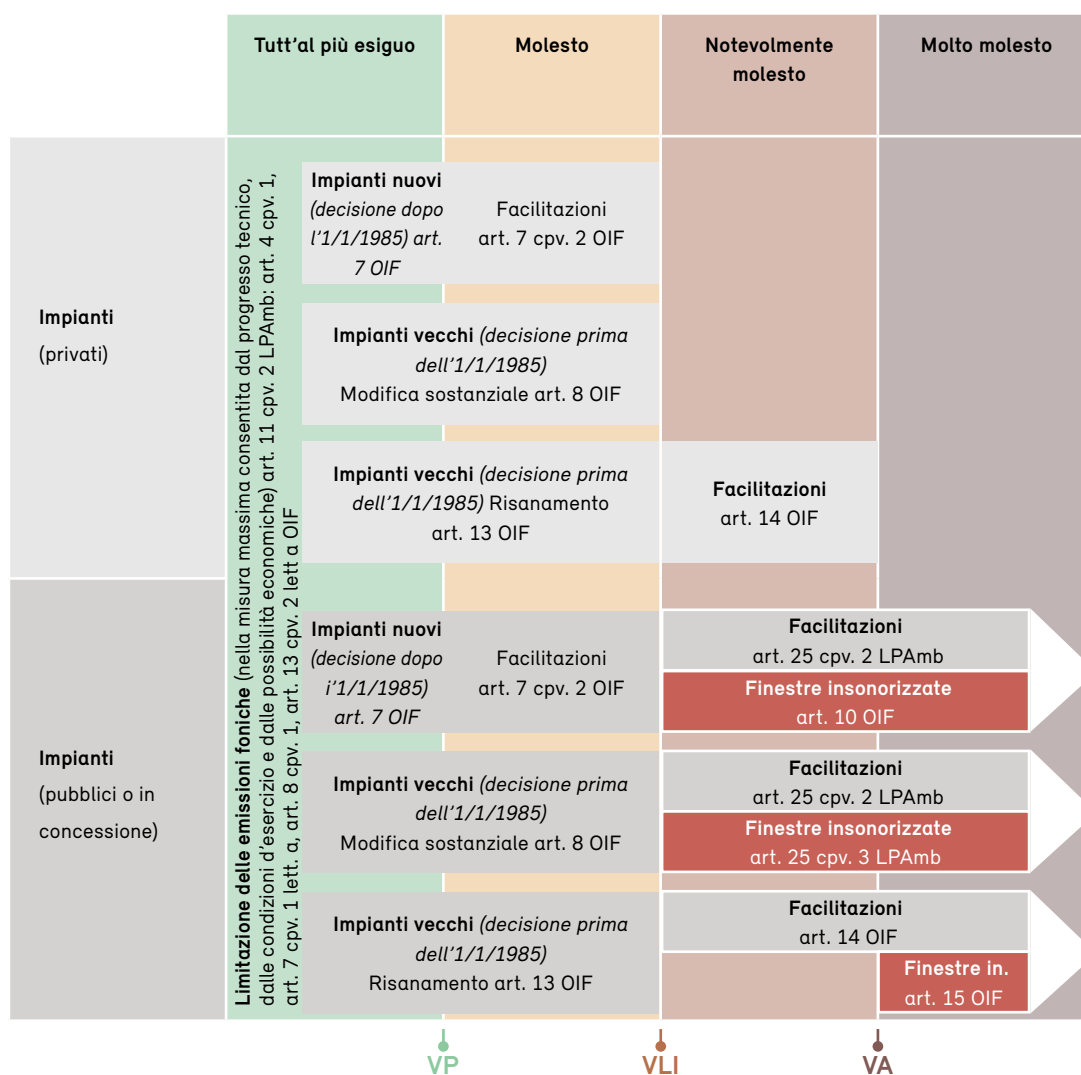 Tutt'al più esiguo
Molesto
Notevolmente
molesto
Molto molesto
Impianti
(privati)
Limitazione delle emissioni foniche (nella misura massima consentita dal progresso tecnico,
dalle condizioni d'esercizio e dalle possibilità economiche) art. 11 cpv. 2 LPAmb: art. 4 cpv. 1,
art. 7 cpv. 1 lett. a, art. 8 cpv. 1, art. 13 cpv. 2 lett a OIF
Impianti nuovi
(decisione dopo
l'1/1/1985) art.
7 OIF
Facilitazioni
art. 7 cpv. 2 OIF
Impianti vecchi (decisione prima
dell'1/1/1985)
Modifica sostanziale art. 8 OIF
Impianti vecchi (decisione prima
dell'1/1/1985) Risanamento
art. 13 OIF
Facilitazioni
art. 14 OIF
Impianti
(pubblici o in
concessione)
Impianti nuovi
(decisione dopo
i'1/1/1985)
art. 7 OIF
Facilitazioni
art. 7 cpv. 2 OIF
Facilitazioni
art. 25 cpv. 2 LPAmb
Finestre insonorizzate
art. 10 OIF
Impianti vecchi (decisione prima
dell'1/1/1985)
Modifica sostanziale art. 8 OIF
Facilitazioni
art. 25 cpv. 2 LPAmb
Finestre insonorizzate
art. 25 cpv. 3 LPAmb
Impianti vecchi (decisione prima
dell'1/1/1985)
Risanamento art. 13 OIF
Facilitazioni
art. 14 OIF
Finestre in.
art. 15 OIF
VP
VLI
VA